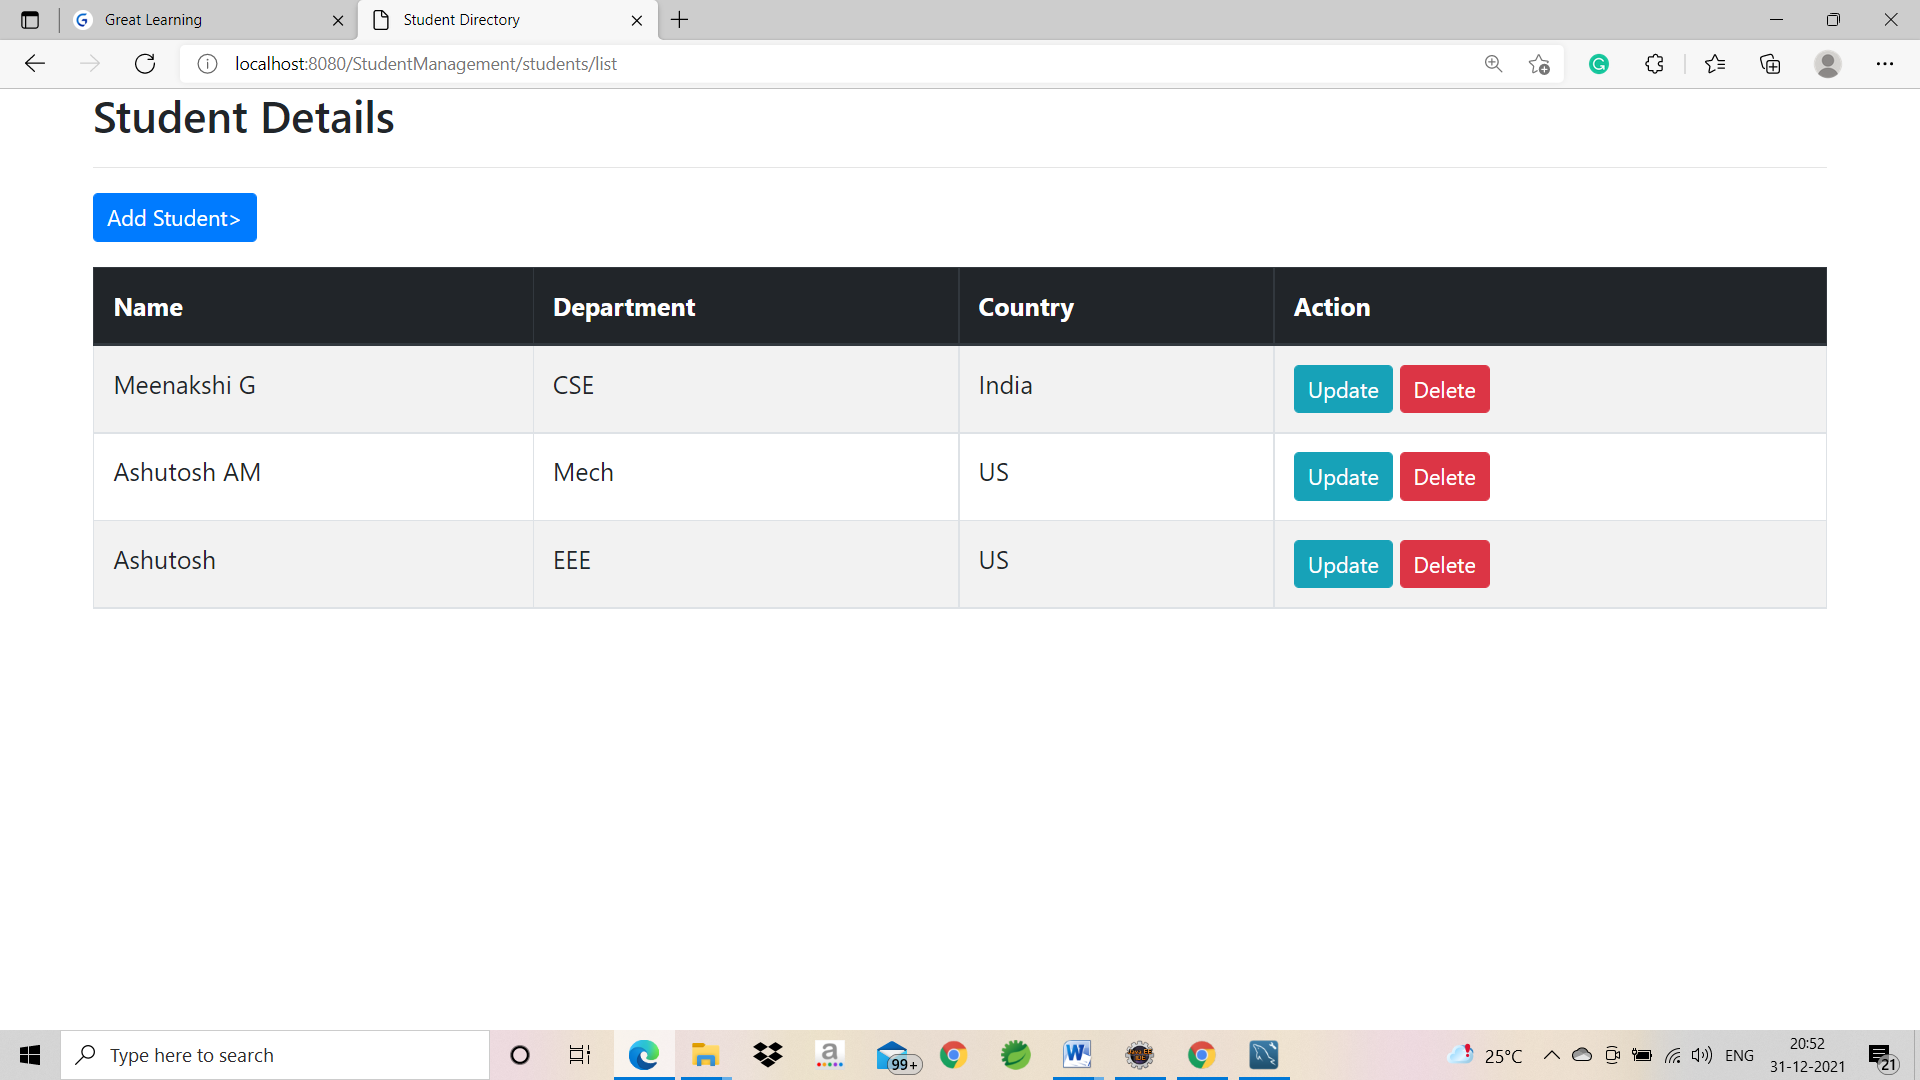 Great Learning
Student Directory
localhost:8080/StudentManagement/students/list
Student Details
Add Student>
Name Department Country Action
Meenakshi G CSE India Update Delete
Ashutosh AM Mech US Update Delete
Ashutosh EEE US Update Delete
Type here to search
99+
25°C
ENG
20:52
31-12-2021
21